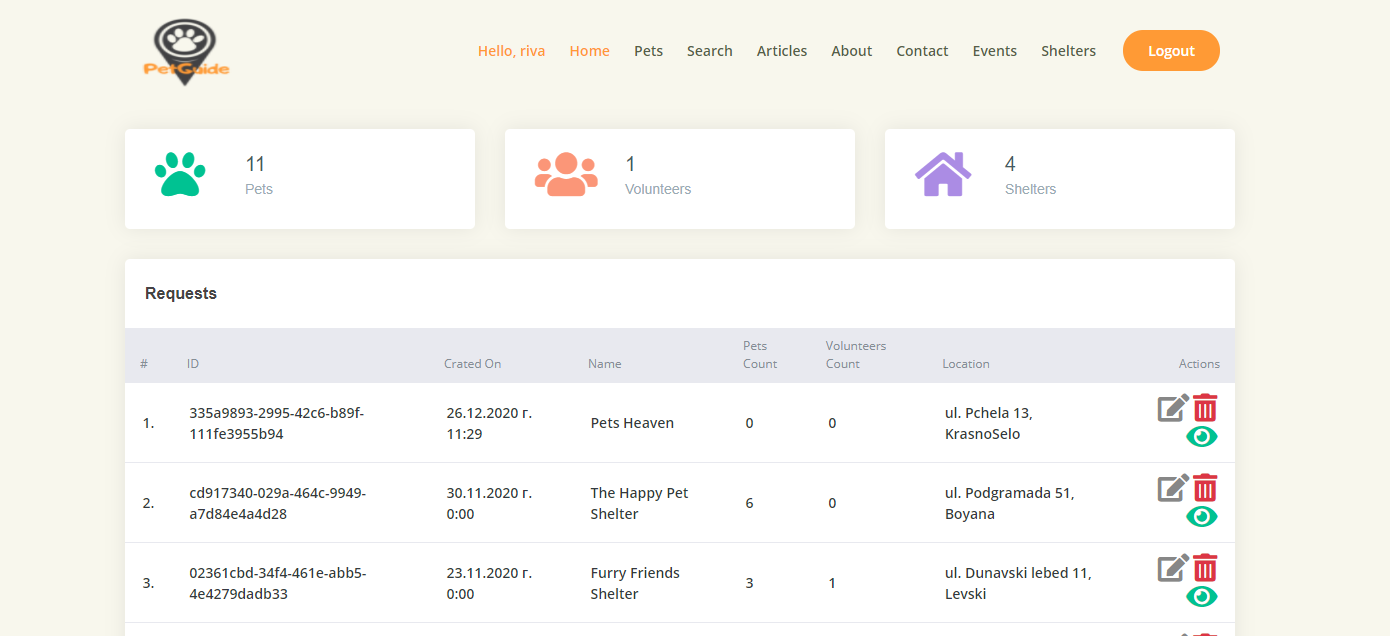 PetGuide
Hello, riva Home Pets Search Articles About Contact Events Shelters Logout
11
Pets
1
Volunteers
4
Shelters
Requests
# ID Crated On Name Pets Count Volunteers Count Location Actions
1. 335a9893-2995-42c6-b89f-
111fe3955b94
26.12.2020 г.
11:29
Pets Heaven
0
0
ul. Pchela 13,
KrasnoSelo
2. cd917340-029a-464c-9949-
a7d84e4a4d28
30.11.2020 г.
0:00
The Happy Pet
Shelter
6
0
ul. Podgramada 51,
Boyana
3. 02361cbd-34f4-461e-abb5-
4e4279dadb33
23.11.2020 г.
0:00
Furry Friends
Shelter
3
1
ul. Dunavski lebed 11,
Levski